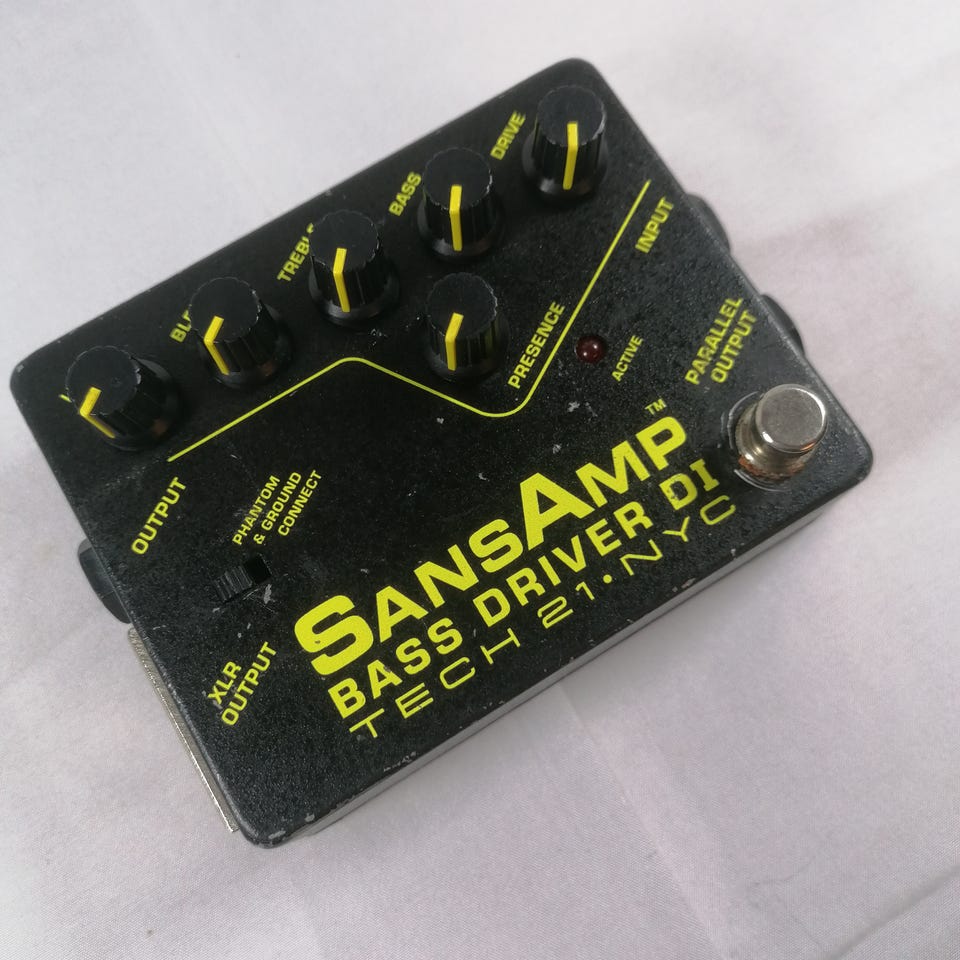 DRIVE
BASS
TREBLE
PRESENCE
INPUT
ACTIVE
PARALLEL
OUTPUT
OUTPUT
PHANTOM
& GROUND
CONNECT
XLR
OUTPUT
SANSAMP™
BASS DRIVER DI
TECH 21•NYC